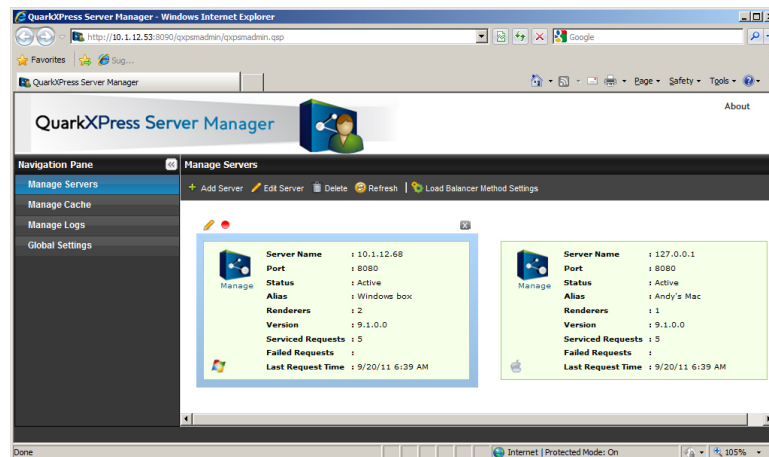 QuarkXPress Server Manager - Windows Internet Explorer
http://10.1.12.53:8090/qxpsmadmin/qxpsmadmin.qsp
Google
Favorites
Sug...
QuarkXPress Server Manager
Page
Safety
Tools
About
QuarkXPress Server Manager
Navigation Pane
Manage Servers
Manage Servers
Manage Cache
Manage Logs
Global Settings
Add Server
Edit Server
Delete
Refresh
Load Balancer Method Settings
Manage
Server Name : 10.1.12.68
Port : 8080
Status : Active
Alias : Windows box
Renderers : 2
Version : 9.1.0.0
Serviced Requests : 5
Failed Requests :
Last Request Time : 9/20/11 6:39 AM
Manage
Server Name : 127.0.0.1
Port : 8080
Status : Active
Alias : Andy's Mac
Renderers : 1
Version : 9.1.0.0
Serviced Requests : 5
Failed Requests :
Last Request Time : 9/20/11 6:39 AM
Done
Internet | Protected Mode: On
105%